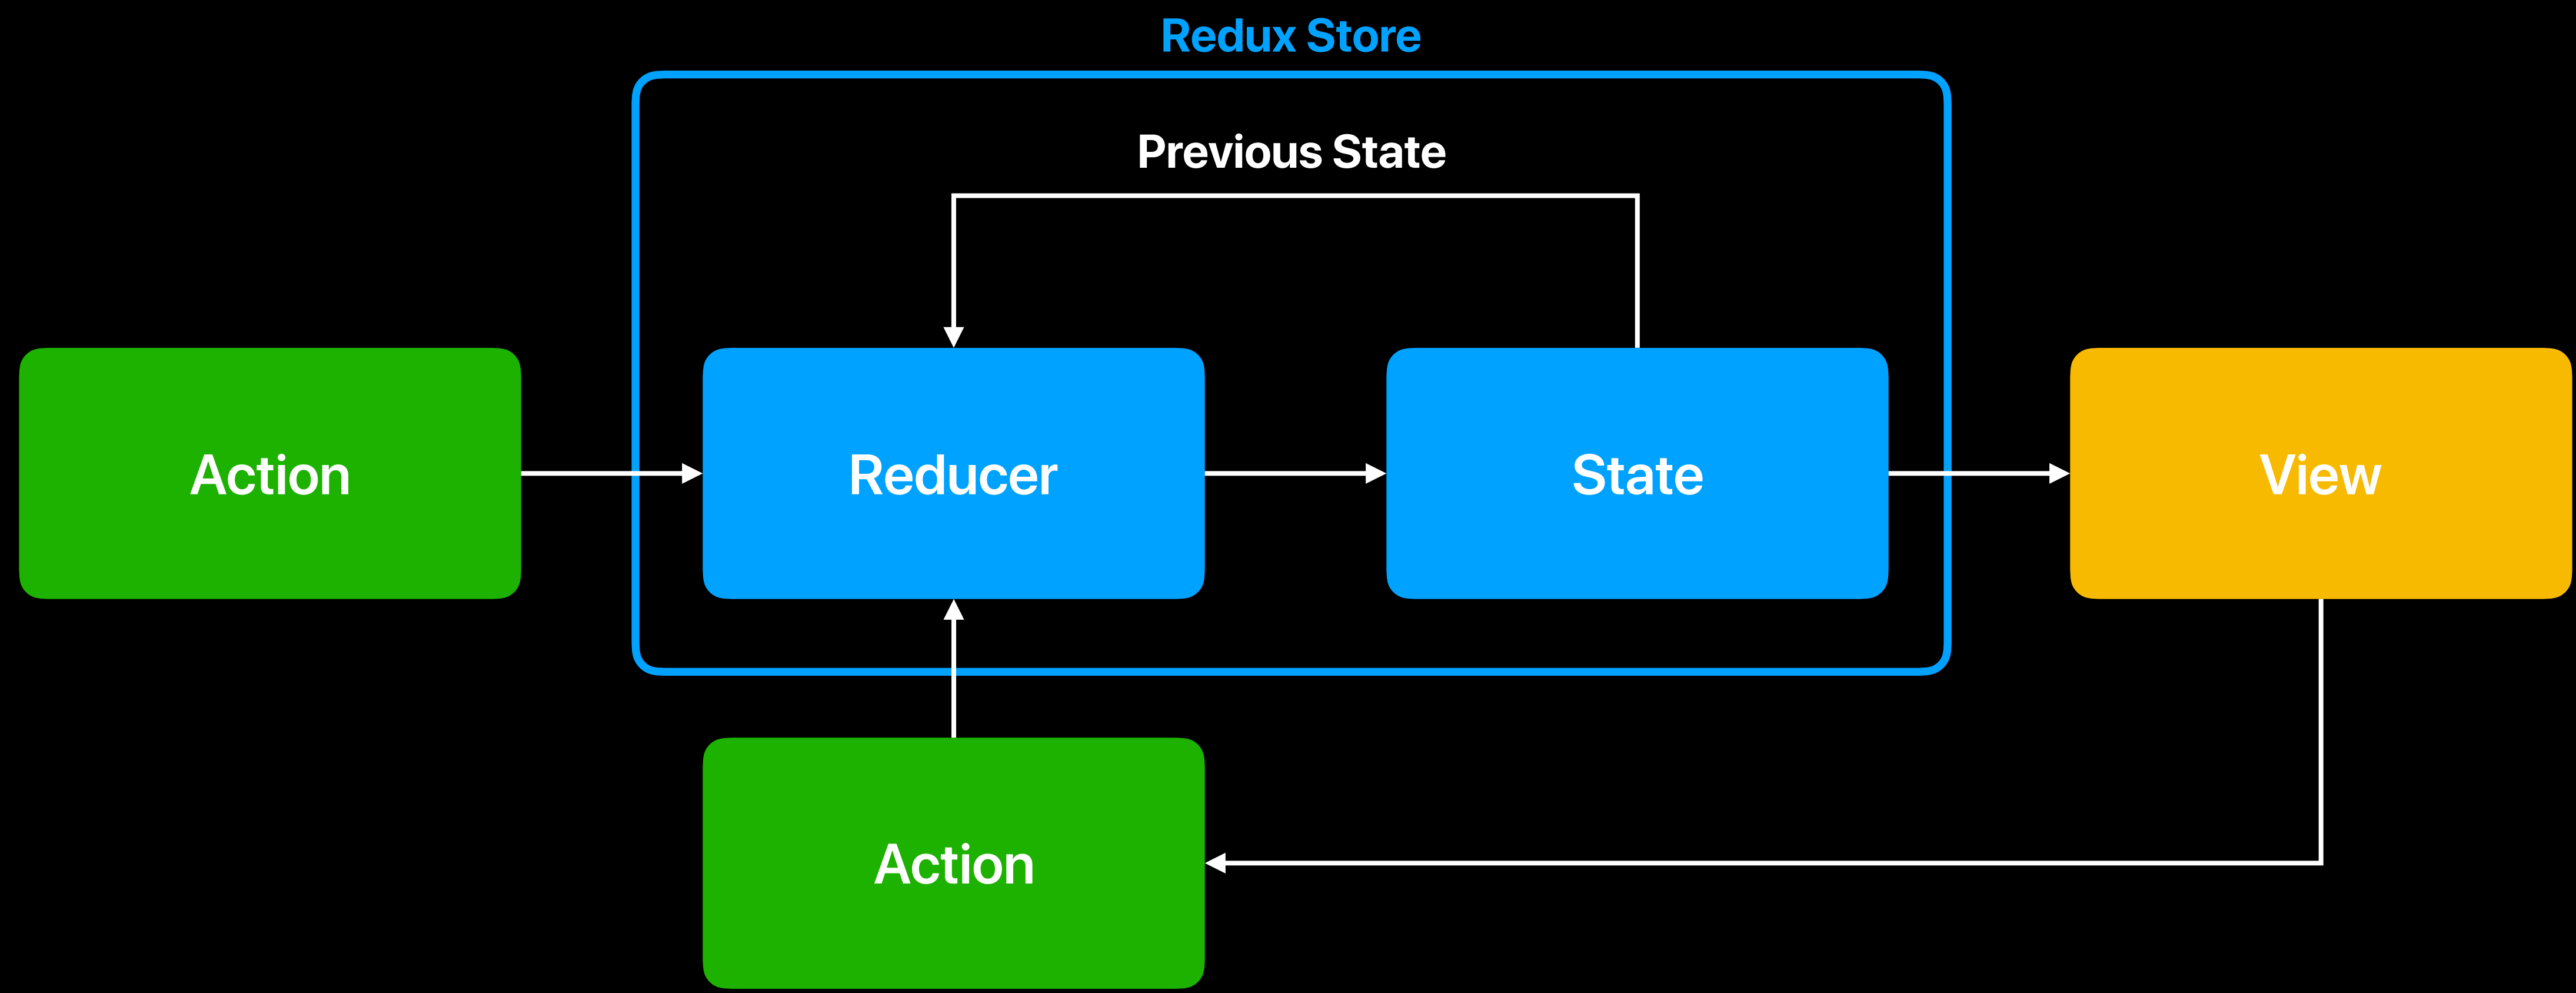 Redux Store
Previous State
Action
Reducer
State
View
Action